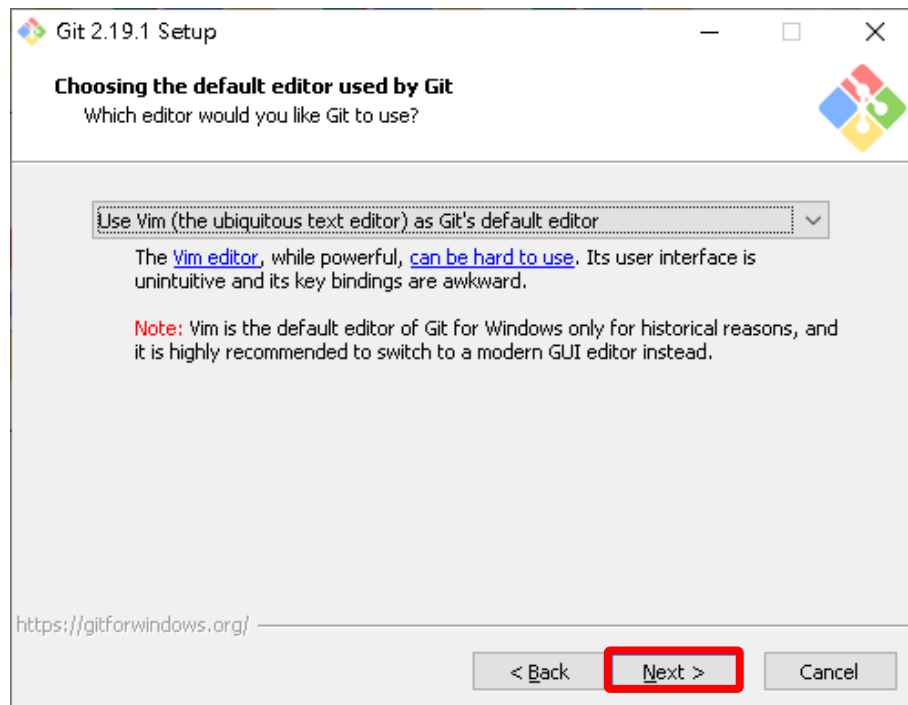 Git 2.19.1 Setup
Choosing the default editor used by Git
Which editor would you like Git to use?
Use Vim (the ubiquitous text editor) as Git's default editor
The Vim editor, while powerful, can be hard to use. Its user interface is
unintuitive and its key bindings are awkward.
Note: Vim is the default editor of Git for Windows only for historical reasons, and
it is highly recommended to switch to a modern GUI editor instead.
https://gitforwindows.org/
< Back
Next >
Cancel